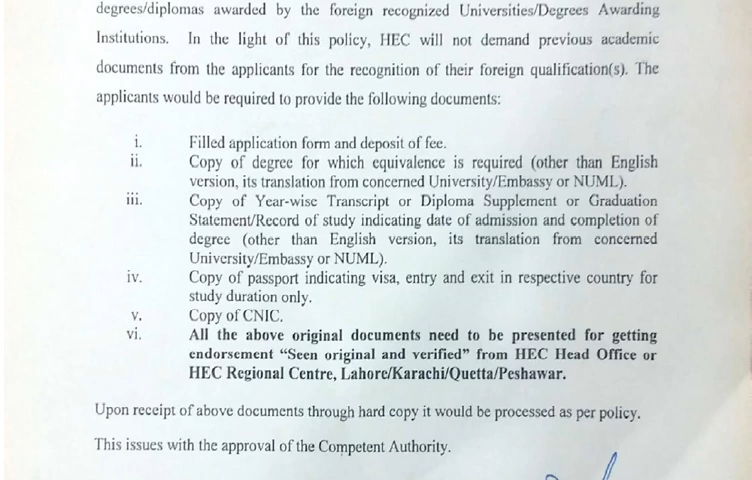 degrees/diplomas awarded by the foreign recognized Universities/Degrees Awarding
Institutions. In the light of this policy, HEC will not demand previous academic
documents from the applicants for the recognition of their foreign qualification(s). The
applicants would be required to provide the following documents:
i. Filled application form and deposit of fee.
ii. Copy of degree for which equivalence is required (other than English
version, its translation from concerned University/Embassy or NUML).
iii. Copy of Year-wise Transcript or Diploma Supplement or Graduation
Statement/Record of study indicating date of admission and completion of
degree (other than English version, its translation from concerned
University/Embassy or NUML).
iv. Copy of passport indicating visa, entry and exit in respective country for
study duration only.
v. Copy of CNIC.
vi. All the above original documents need to be presented for getting
endorsement “Seen original and verified” from HEC Head Office or
HEC Regional Centre, Lahore/Karachi/Quetta/Peshawar.
Upon receipt of above documents through hard copy it would be processed as per policy.
This issues with the approval of the Competent Authority.